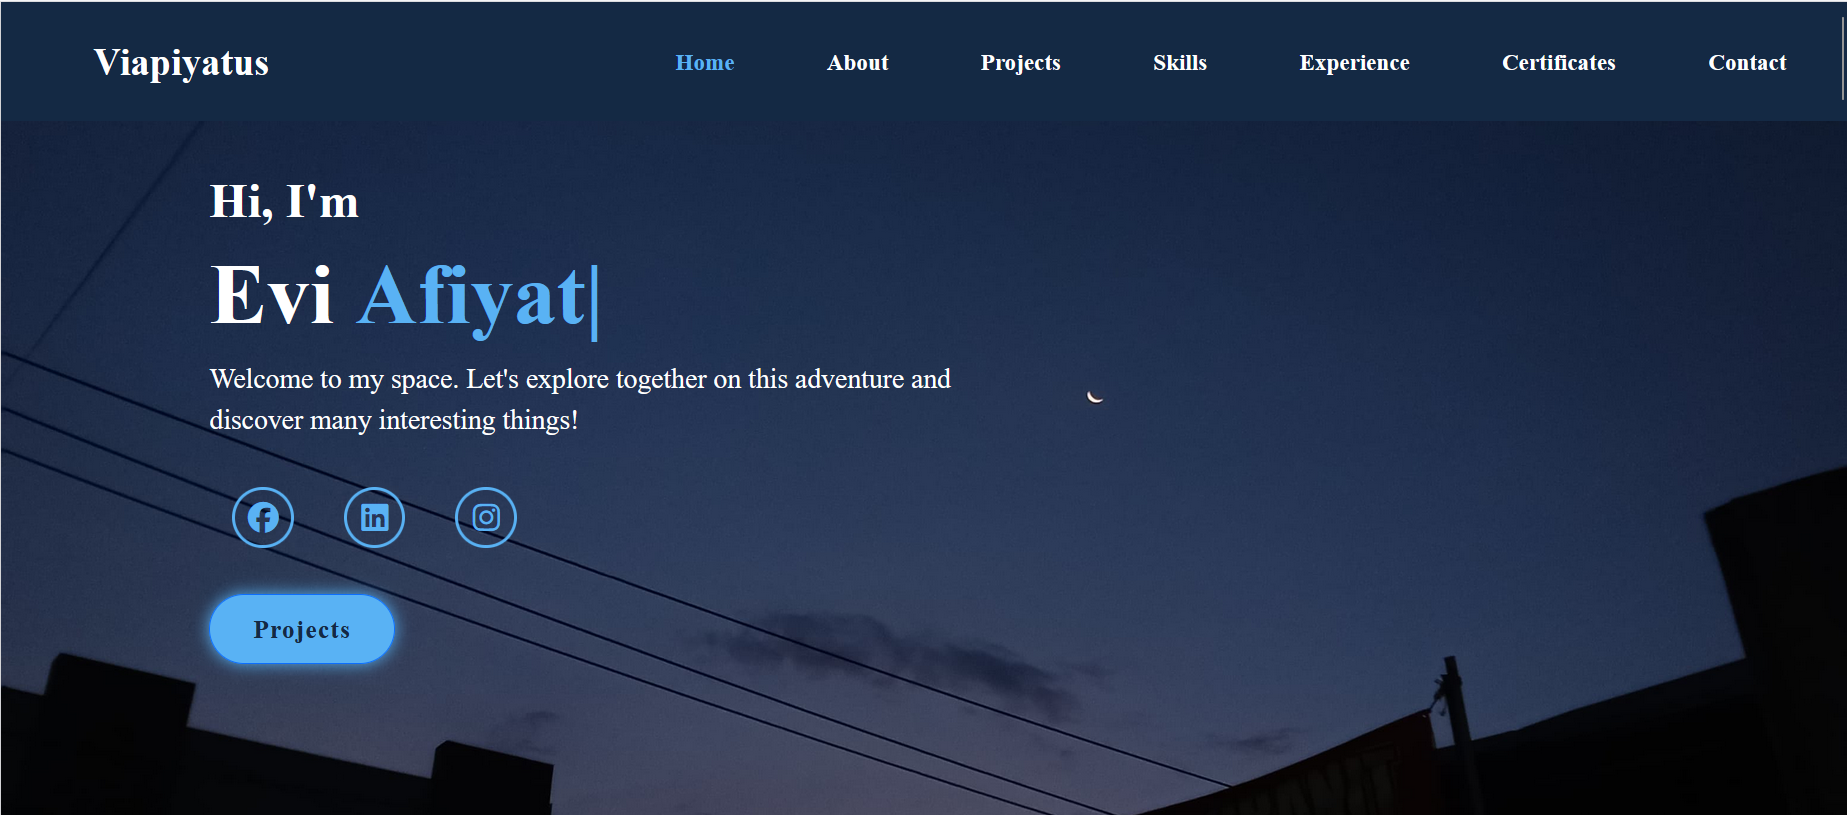 Viapiyatus
Home About Projects Skills Experience Certificates Contact
Hi, I'm
Evi Afiyat|
Welcome to my space. Let's explore together on this adventure and
discover many interesting things!
Projects